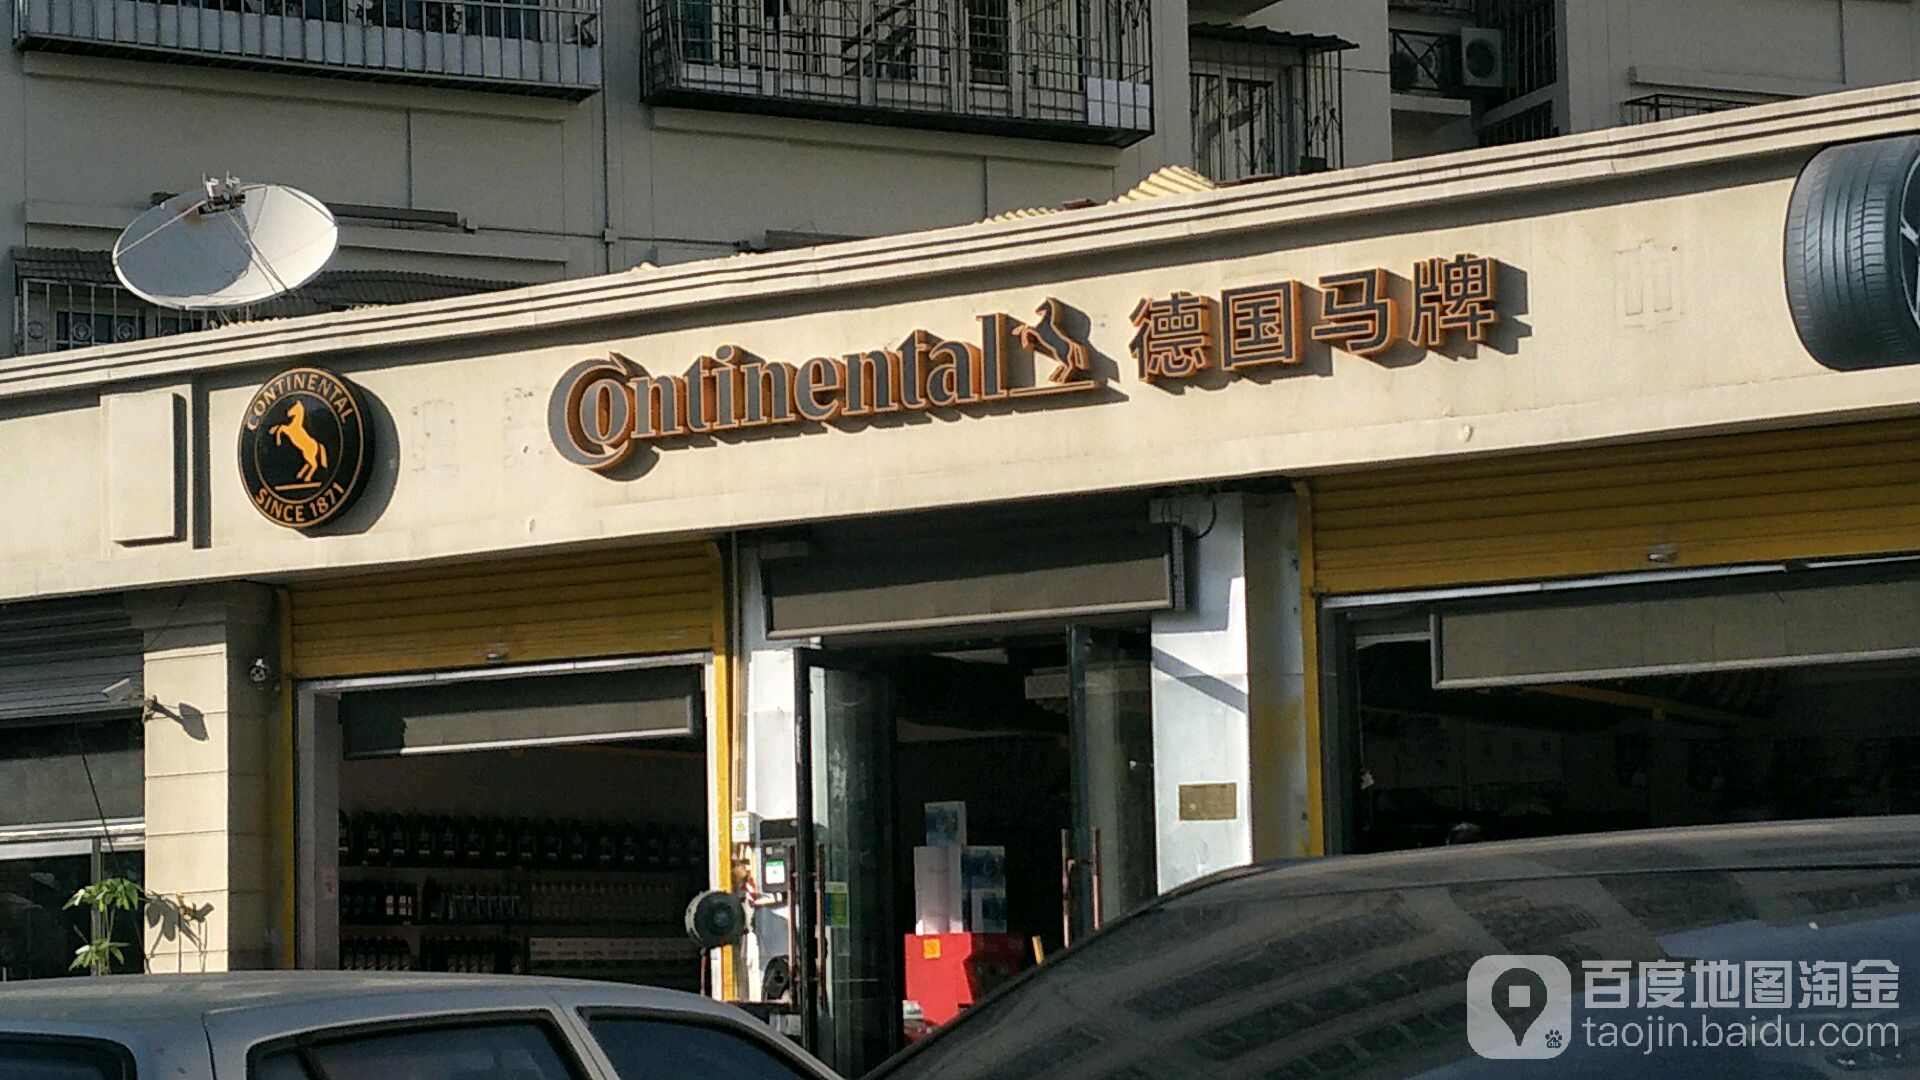 CONTINENTAL
SINCE 1871
Continental 德国马牌
百度地图淘金
taojin.baidu.com